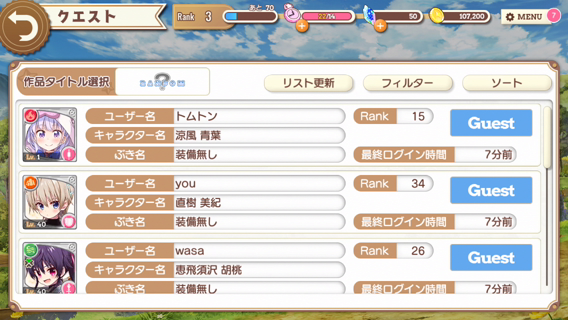 クエスト
Rank 3
あと 70
22/14
50
107,200
MENU
?
作品タイトル選択
RANDOM
?
リスト更新
フィルター
ソート
ユーザー名 トムトン
Rank 15
キャラクター名 涼風 青葉
ぶき名 装備無し
Guest
最終ログイン時間 7分前
Lv. 1
ユーザー名 you
Rank 34
キャラクター名 直樹 美紀
ぶき名 装備無し
Guest
最終ログイン時間 7分前
Lv. 40
ユーザー名 wasa
Rank 26
キャラクター名 恵飛須沢 胡桃
ぶき名 装備無し
Guest
最終ログイン時間 7分前
Lv. 40